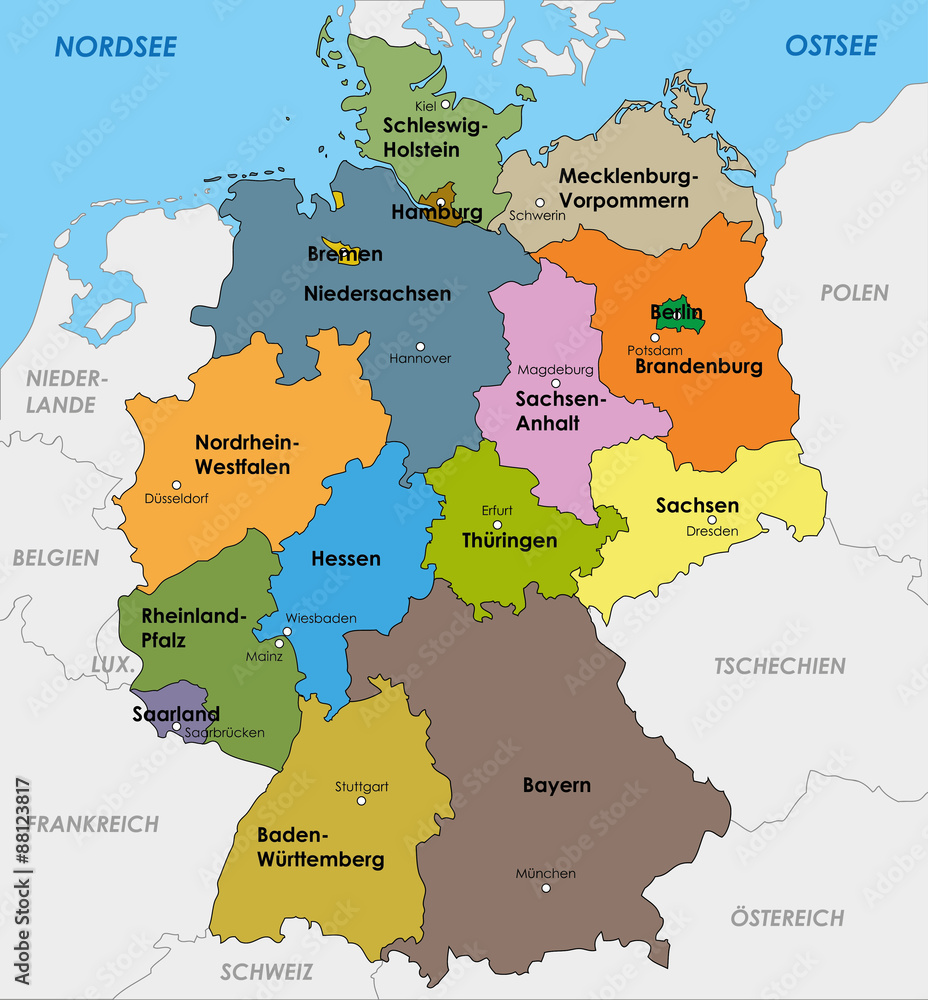 NORDSEE
OSTSEE
Kiel
Schleswig-
Holstein
Mecklenburg-
Vorpommern
Hamburg
Schwerin
Bremen
Niedersachsen
POLEN
Berlin
Hannover
Potsdam
Brandenburg
Magdeburg
NIEDER-
LANDE
Sachsen-
Anhalt
Nordrhein-
Westfalen
Düsseldorf
Sachsen
Erfurt
Dresden
Thüringen
BELGIEN
Hessen
Rheinland-
Pfalz
Wiesbaden
Mainz
LUX.
TSCHECHIEN
Saarland
Saarbrücken
Stuttgart
Bayern
FRANKREICH
Baden-
Württemberg
München
ÖSTEREICH
SCHWEIZ
Adobe Stock | #88123817
Adobe Stock